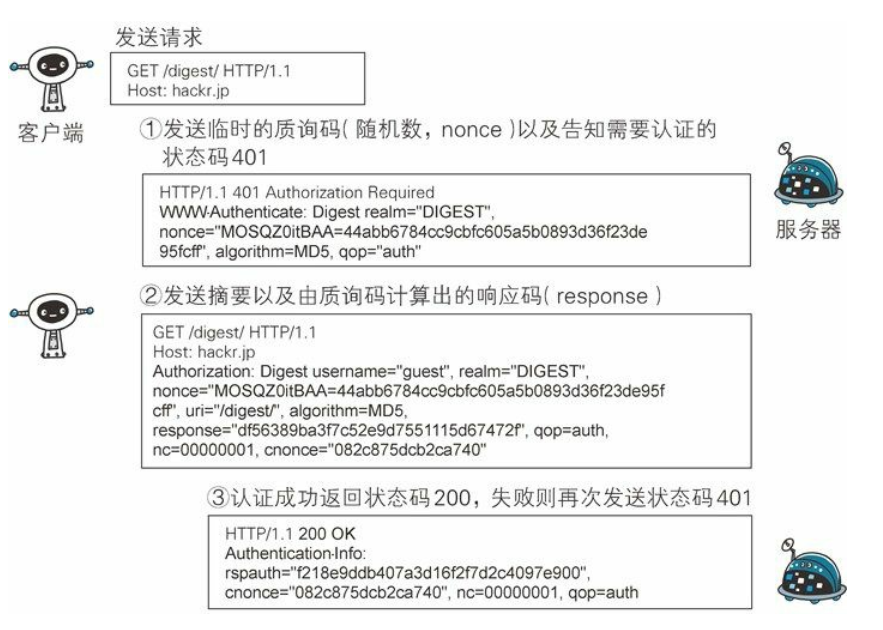 发送请求
GET /digest/ HTTP/1.1
Host: hackr.jp
客户端
①发送临时的质询码(随机数，nonce)以及告知需要认证的
状态码401
HTTP/1.1 401 Authorization Required
WWW-Authenticate: Digest realm="DIGEST",
nonce="MOSQZ0itBAA=44abb6784cc9cbfc605a5b0893d36f23de
95fcff", algorithm=MD5, qop="auth"
服务器
②发送摘要以及由质询码计算出的响应码(response)
GET /digest/ HTTP/1.1
Host: hackr.jp
Authorization: Digest username="guest", realm="DIGEST",
nonce="MOSQZ0itBAA=44abb6784cc9cbfc605a5b0893d36f23de95f
cff", uri="/digest/", algorithm=MD5,
response="df56389ba3f7c52e9d7551115d67472f", qop=auth,
nc=00000001, cnonce="082c875dcb2ca740"
③认证成功返回状态码200，失败则再次发送状态码401
HTTP/1.1 200 OK
Authentication-Info:
rspauth="f218e9ddb407a3d16f2f7d2c4097e900",
cnonce="082c875dcb2ca740", nc=00000001, qop=auth